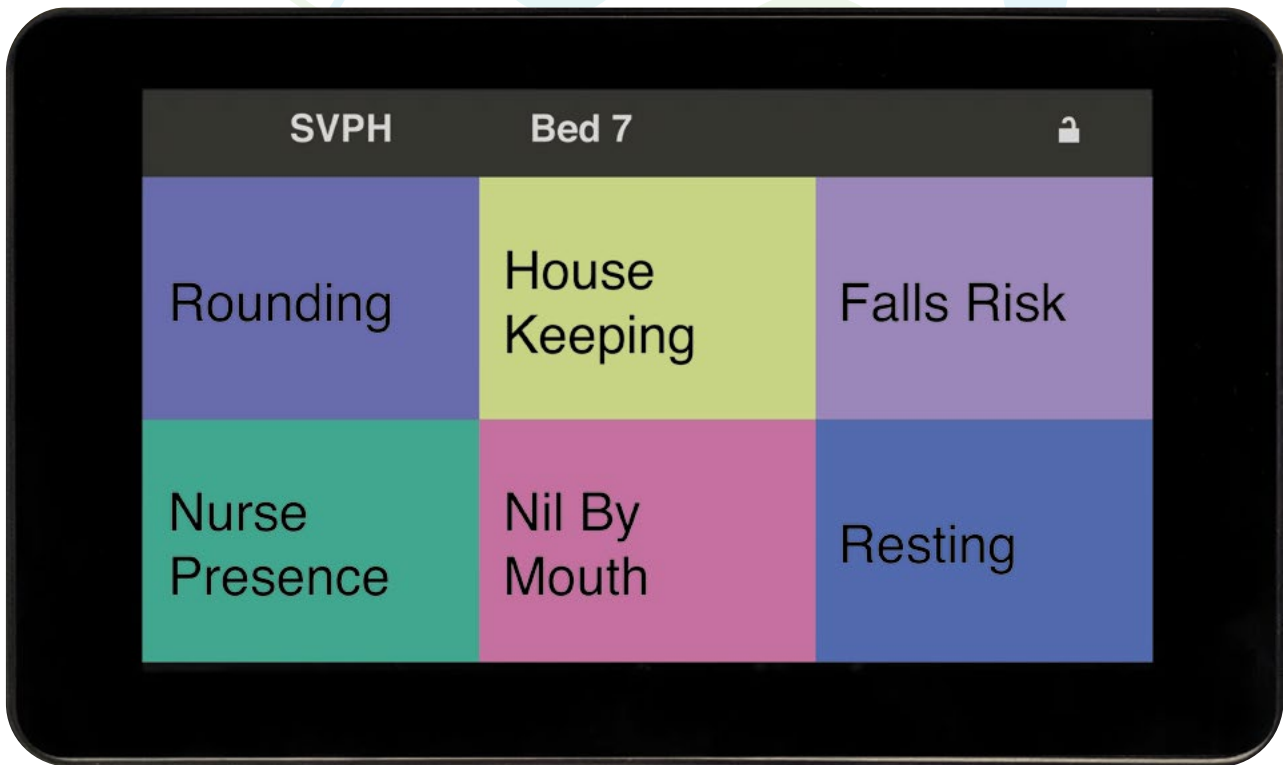 SVPH Bed 7
Rounding
House
Keeping
Falls Risk
Nurse
Presence
Nil By
Mouth
Resting